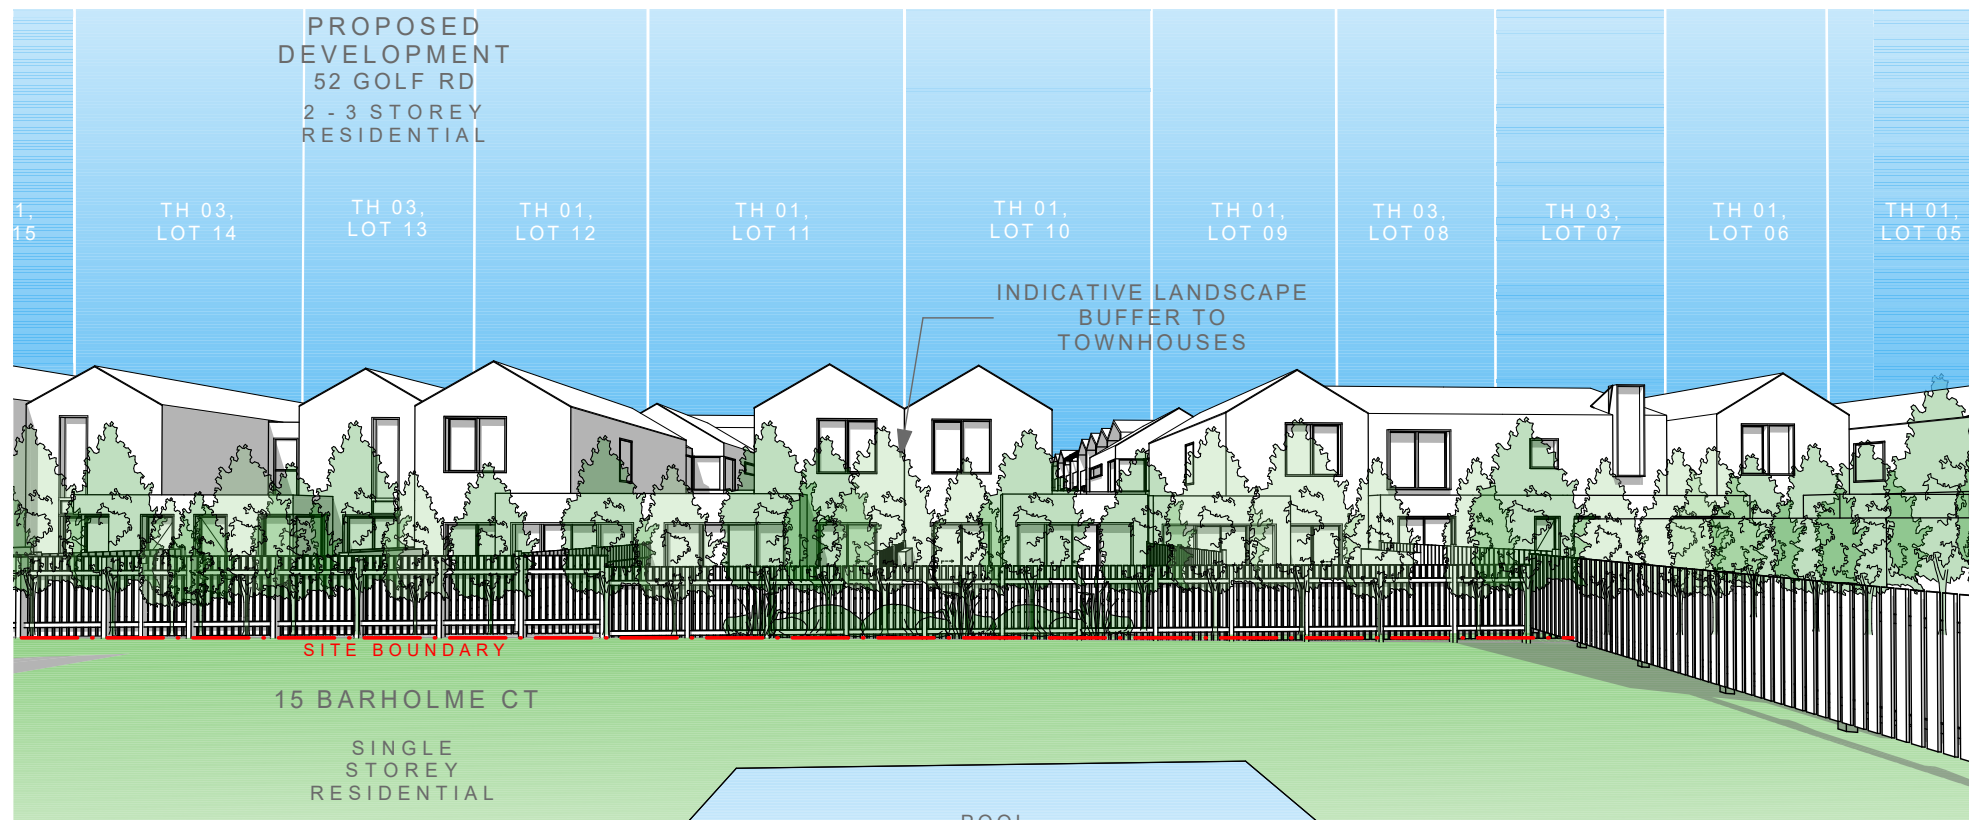 PROPOSED
DEVELOPMENT
52 GOLF RD
2 - 3 STOREY
RESIDENTIAL
1,
15
TH 03,
LOT 14
TH 03,
LOT 13
TH 01,
LOT 12
TH 01,
LOT 11
TH 01,
LOT 10
TH 01,
LOT 09
TH 03,
LOT 08
TH 03,
LOT 07
TH 01,
LOT 06
TH 01,
LOT 05
INDICATIVE LANDSCAPE
BUFFER TO
TOWNHOUSES
SITE BOUNDARY
15 BARHOLME CT
SINGLE
STOREY
RESIDENTIAL
POOL